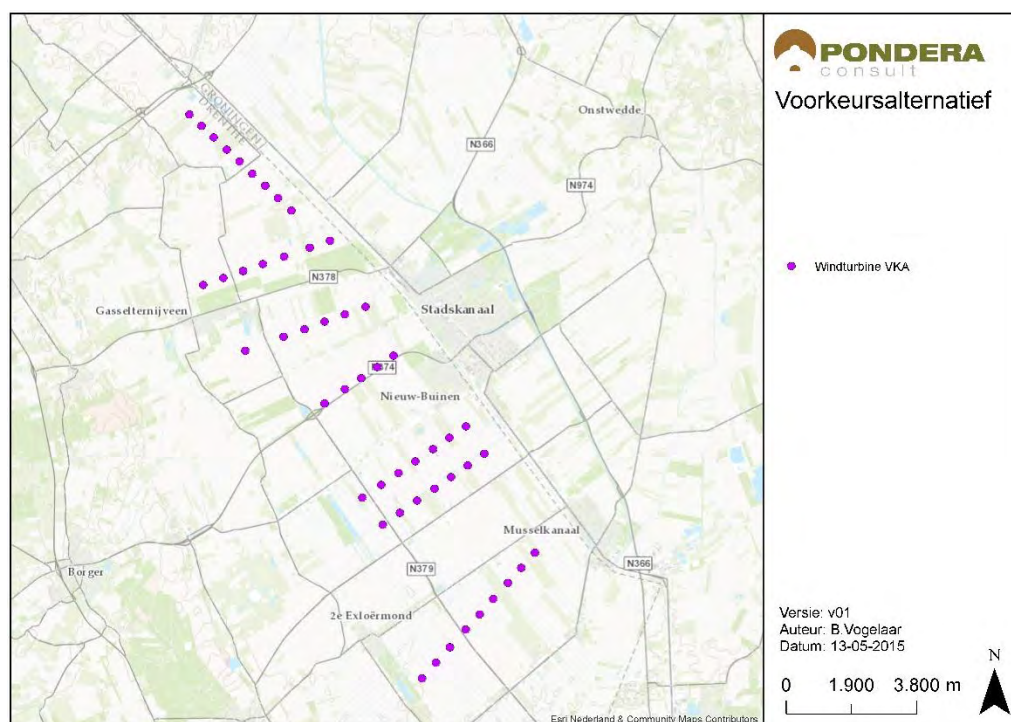 PONDERA
consult
Voorkeursalternatief
Windturbine VKA
Versie: v01
Auteur: B.Vogelaar
Datum: 13-05-2015
0 1.900 3.800 m
N
GRONINGEN
DRENTHE
Onstwedde
N366
N974
N378
Gasselternijveen
Stadskanaal
Nieuw-Buinen
Musselkanaal
N366
N379
Borger
2e Exloërmond
Esri Nederland & Community Maps Contributors